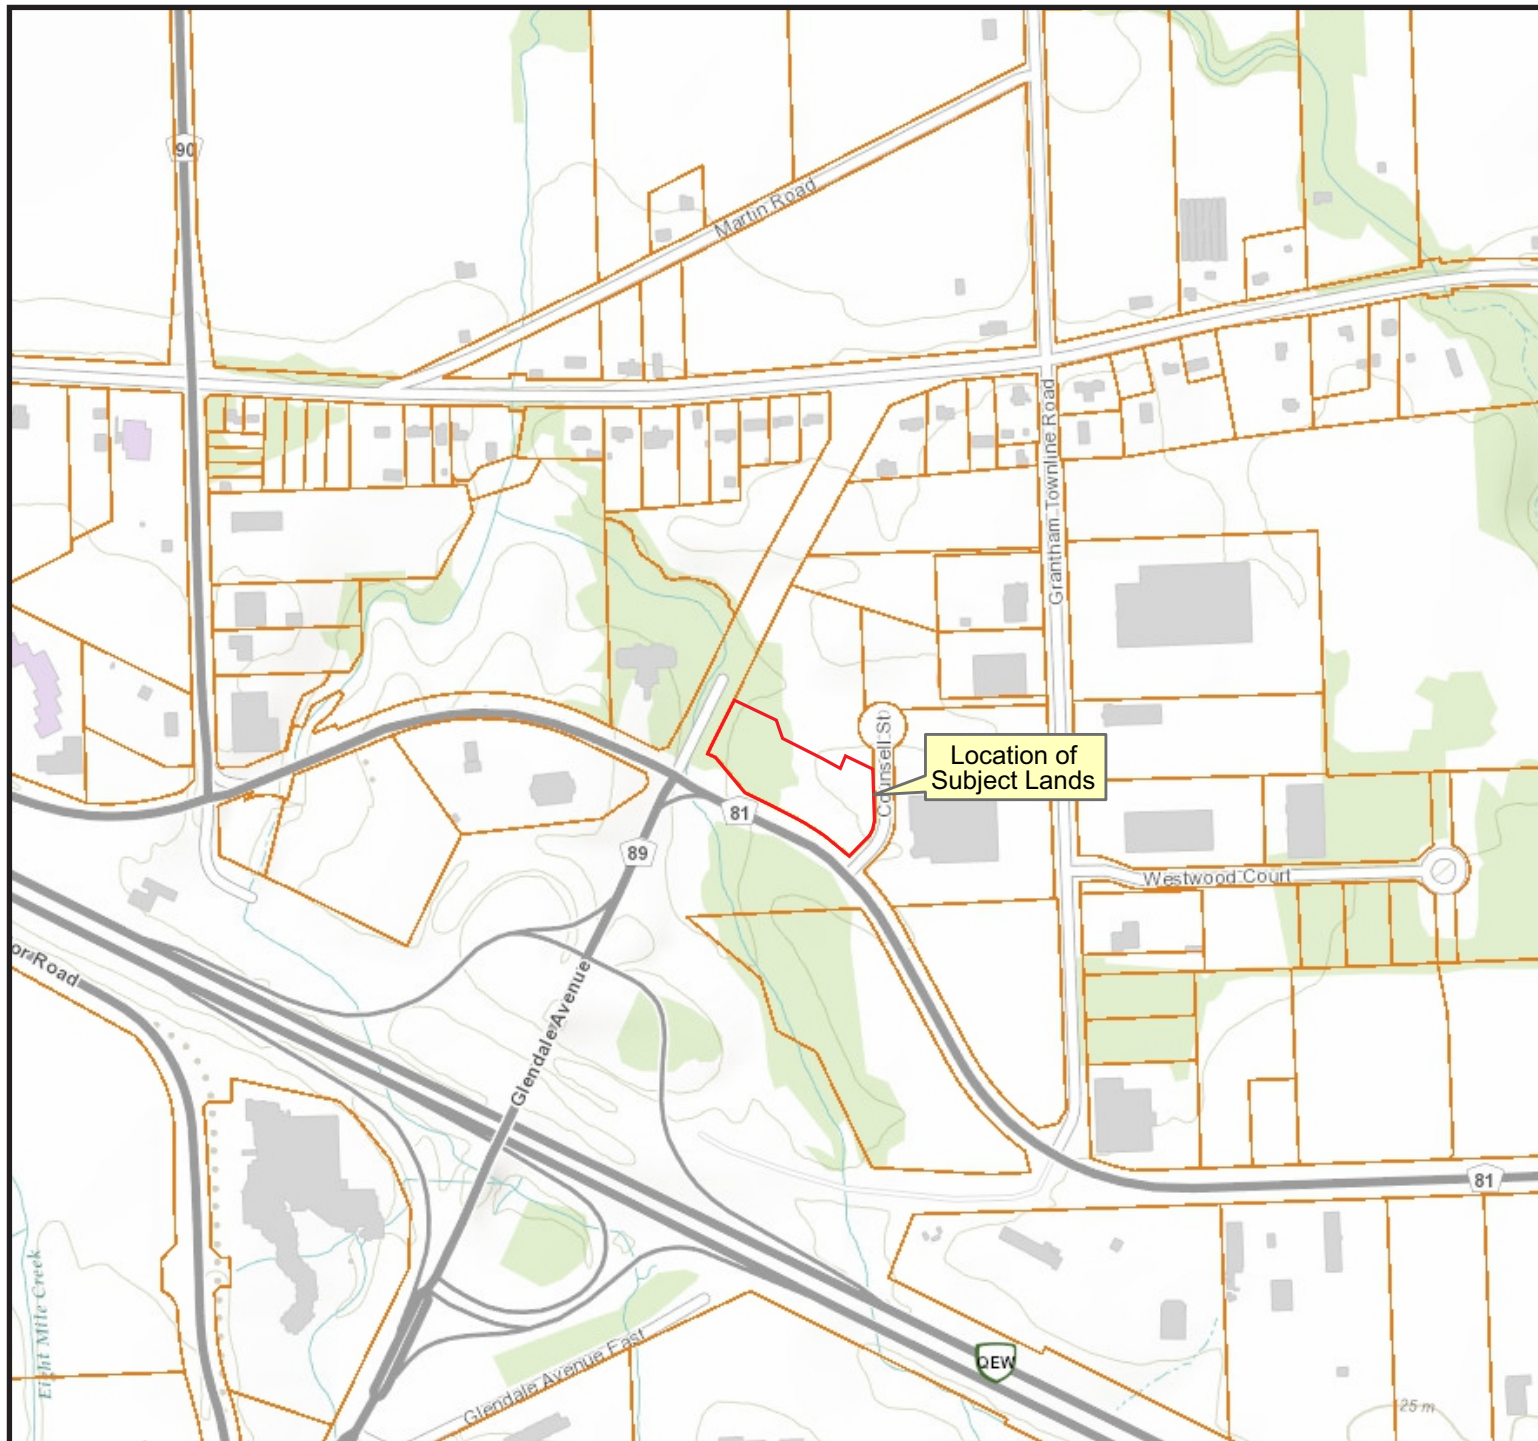 90
Martin Road
Grantham Townline Road
Counsell St
Location of
Subject Lands
81
89
Westwood Court
or Road
Glendale Avenue
81
Eight Mile Creek
Glendale Avenue East
QEW
25 m